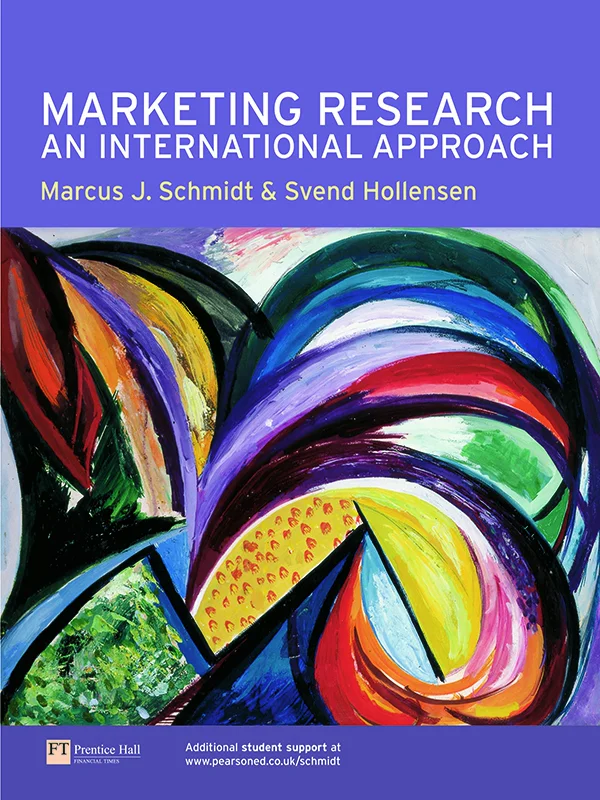 MARKETING RESEARCH
AN INTERNATIONAL APPROACH
Marcus J. Schmidt & Svend Hollensen
FT Prentice Hall
FINANCIAL TIMES
Additional student support at
www.pearsoned.co.uk/schmidt